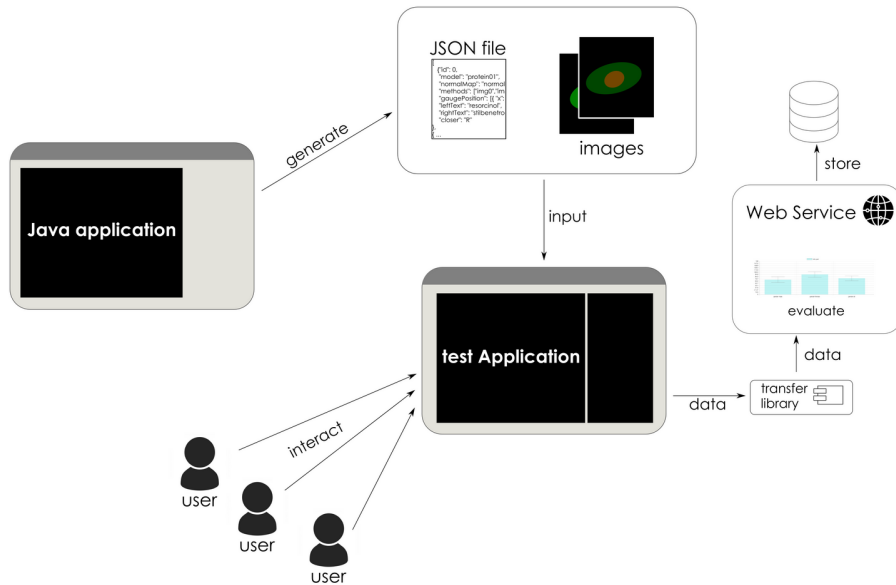 JSON file
{"id": 0,
"model": "protein01",
"normalMap": "normal
"methods": ["img0","im
"gaugePosition": [{ "x":
"leftText": "resorcinol",
"rightText": "stilbenetro
"closer": "R"
},
{ ...
images
generate
Java application
input
store
Web Service
evaluate
test Application
data
transfer
library
data
interact
user
user
user